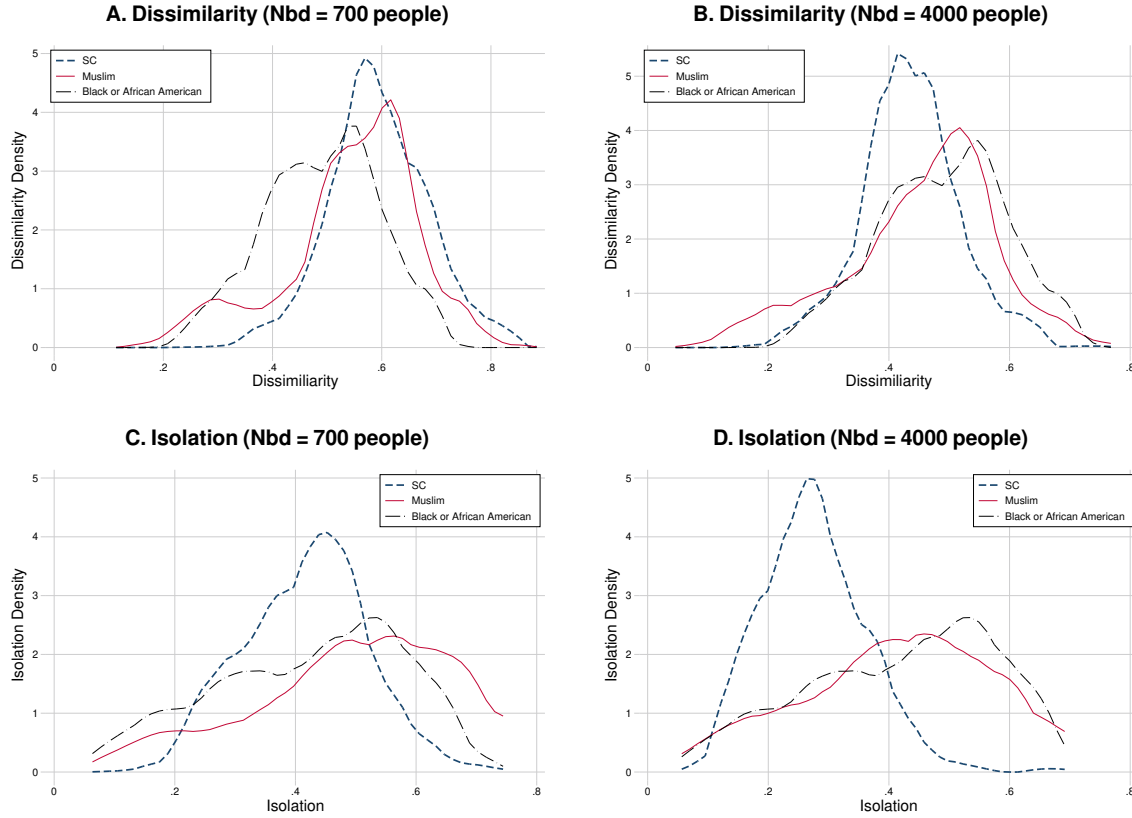 A. Dissimilarity (Nbd = 700 people)
SC
Muslim
Black or African American
Dissimilarity Density
5
4
3
2
1
0
0 .2 .4 .6 .8
Dissimiliarity
B. Dissimilarity (Nbd = 4000 people)
SC
Muslim
Black or African American
Dissimilarity Density
5
4
3
2
1
0
0 .2 .4 .6 .8
Dissimiliarity
C. Isolation (Nbd = 700 people)
SC
Muslim
Black or African American
Isolation Density
5
4
3
2
1
0
0 .2 .4 .6 .8
Isolation
D. Isolation (Nbd = 4000 people)
SC
Muslim
Black or African American
Isolation Density
5
4
3
2
1
0
0 .2 .4 .6 .8
Isolation